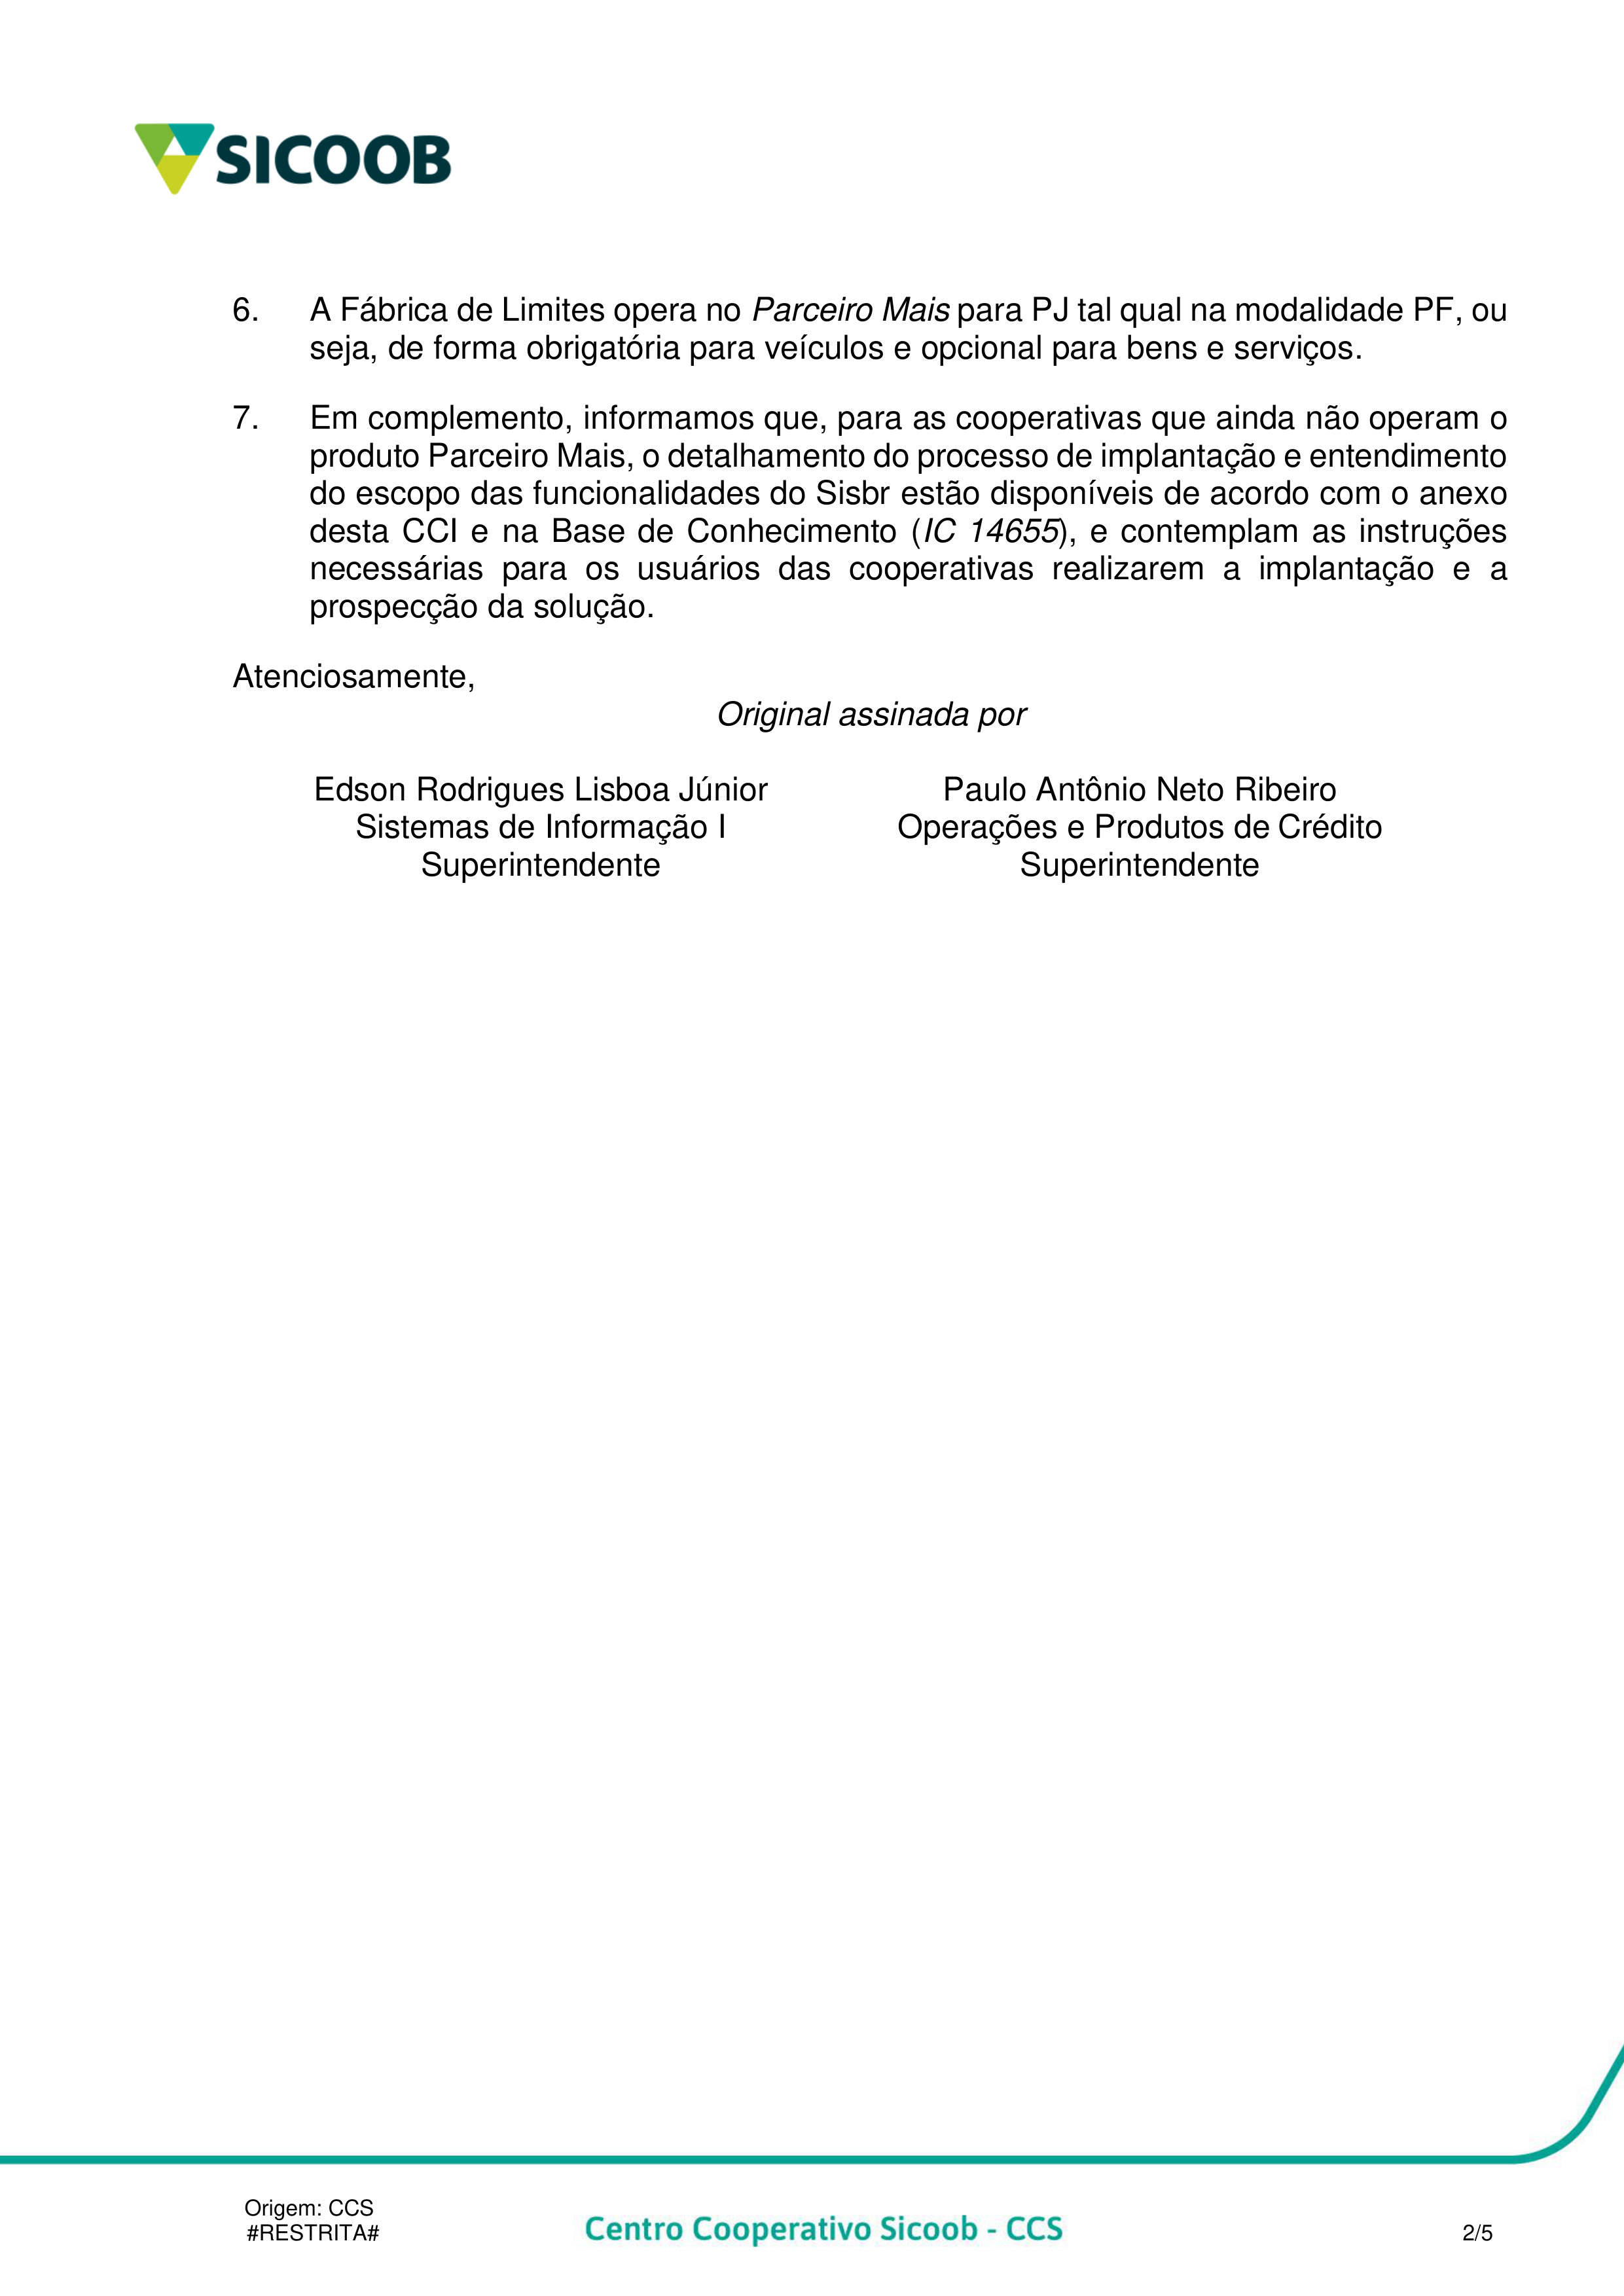 SICOOB
6. A Fábrica de Limites opera no Parceiro Mais para PJ tal qual na modalidade PF, ou
seja, de forma obrigatória para veículos e opcional para bens e serviços.
7. Em complemento, informamos que, para as cooperativas que ainda não operam o
produto Parceiro Mais, o detalhamento do processo de implantação e entendimento
do escopo das funcionalidades do Sisbr estão disponíveis de acordo com o anexo
desta CCI e na Base de Conhecimento (IC 14655), e contemplam as instruções
necessárias para os usuários das cooperativas realizarem a implantação e a
prospecção da solução.
Atenciosamente,
Original assinada por
Edson Rodrigues Lisboa Júnior
Sistemas de Informação I
Superintendente
Paulo Antônio Neto Ribeiro
Operações e Produtos de Crédito
Superintendente
Origem: CCS
#RESTRITA#
Centro Cooperativo Sicoob - CCS
2/5